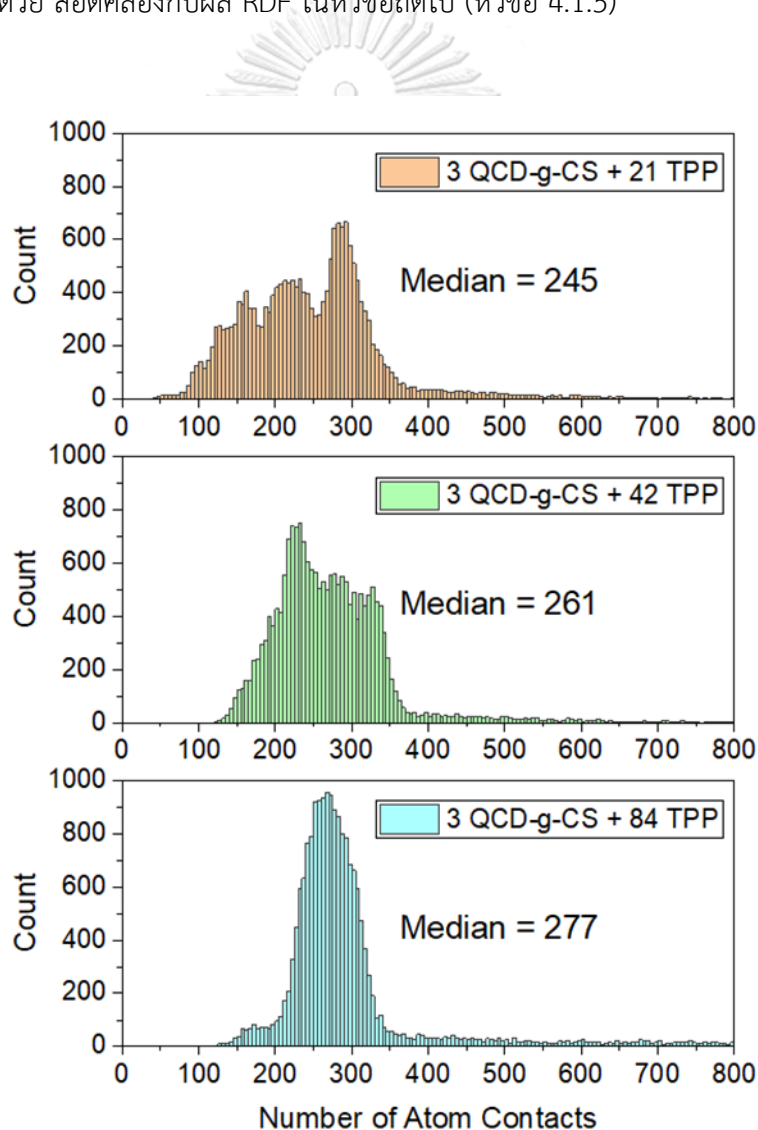 ด้วย สอดคล้องกับผล RDF ในหัวข้อถัดไป (หัวข้อ 4.1.5)
1000
800
600
400
200
0
Count
3 QCD-g-CS + 21 TPP
Median = 245
0 100 200 300 400 500 600 700 800
1000
800
600
400
200
0
Count
3 QCD-g-CS + 42 TPP
Median = 261
0 100 200 300 400 500 600 700 800
1000
800
600
400
200
0
Count
3 QCD-g-CS + 84 TPP
Median = 277
0 100 200 300 400 500 600 700 800
Number of Atom Contacts